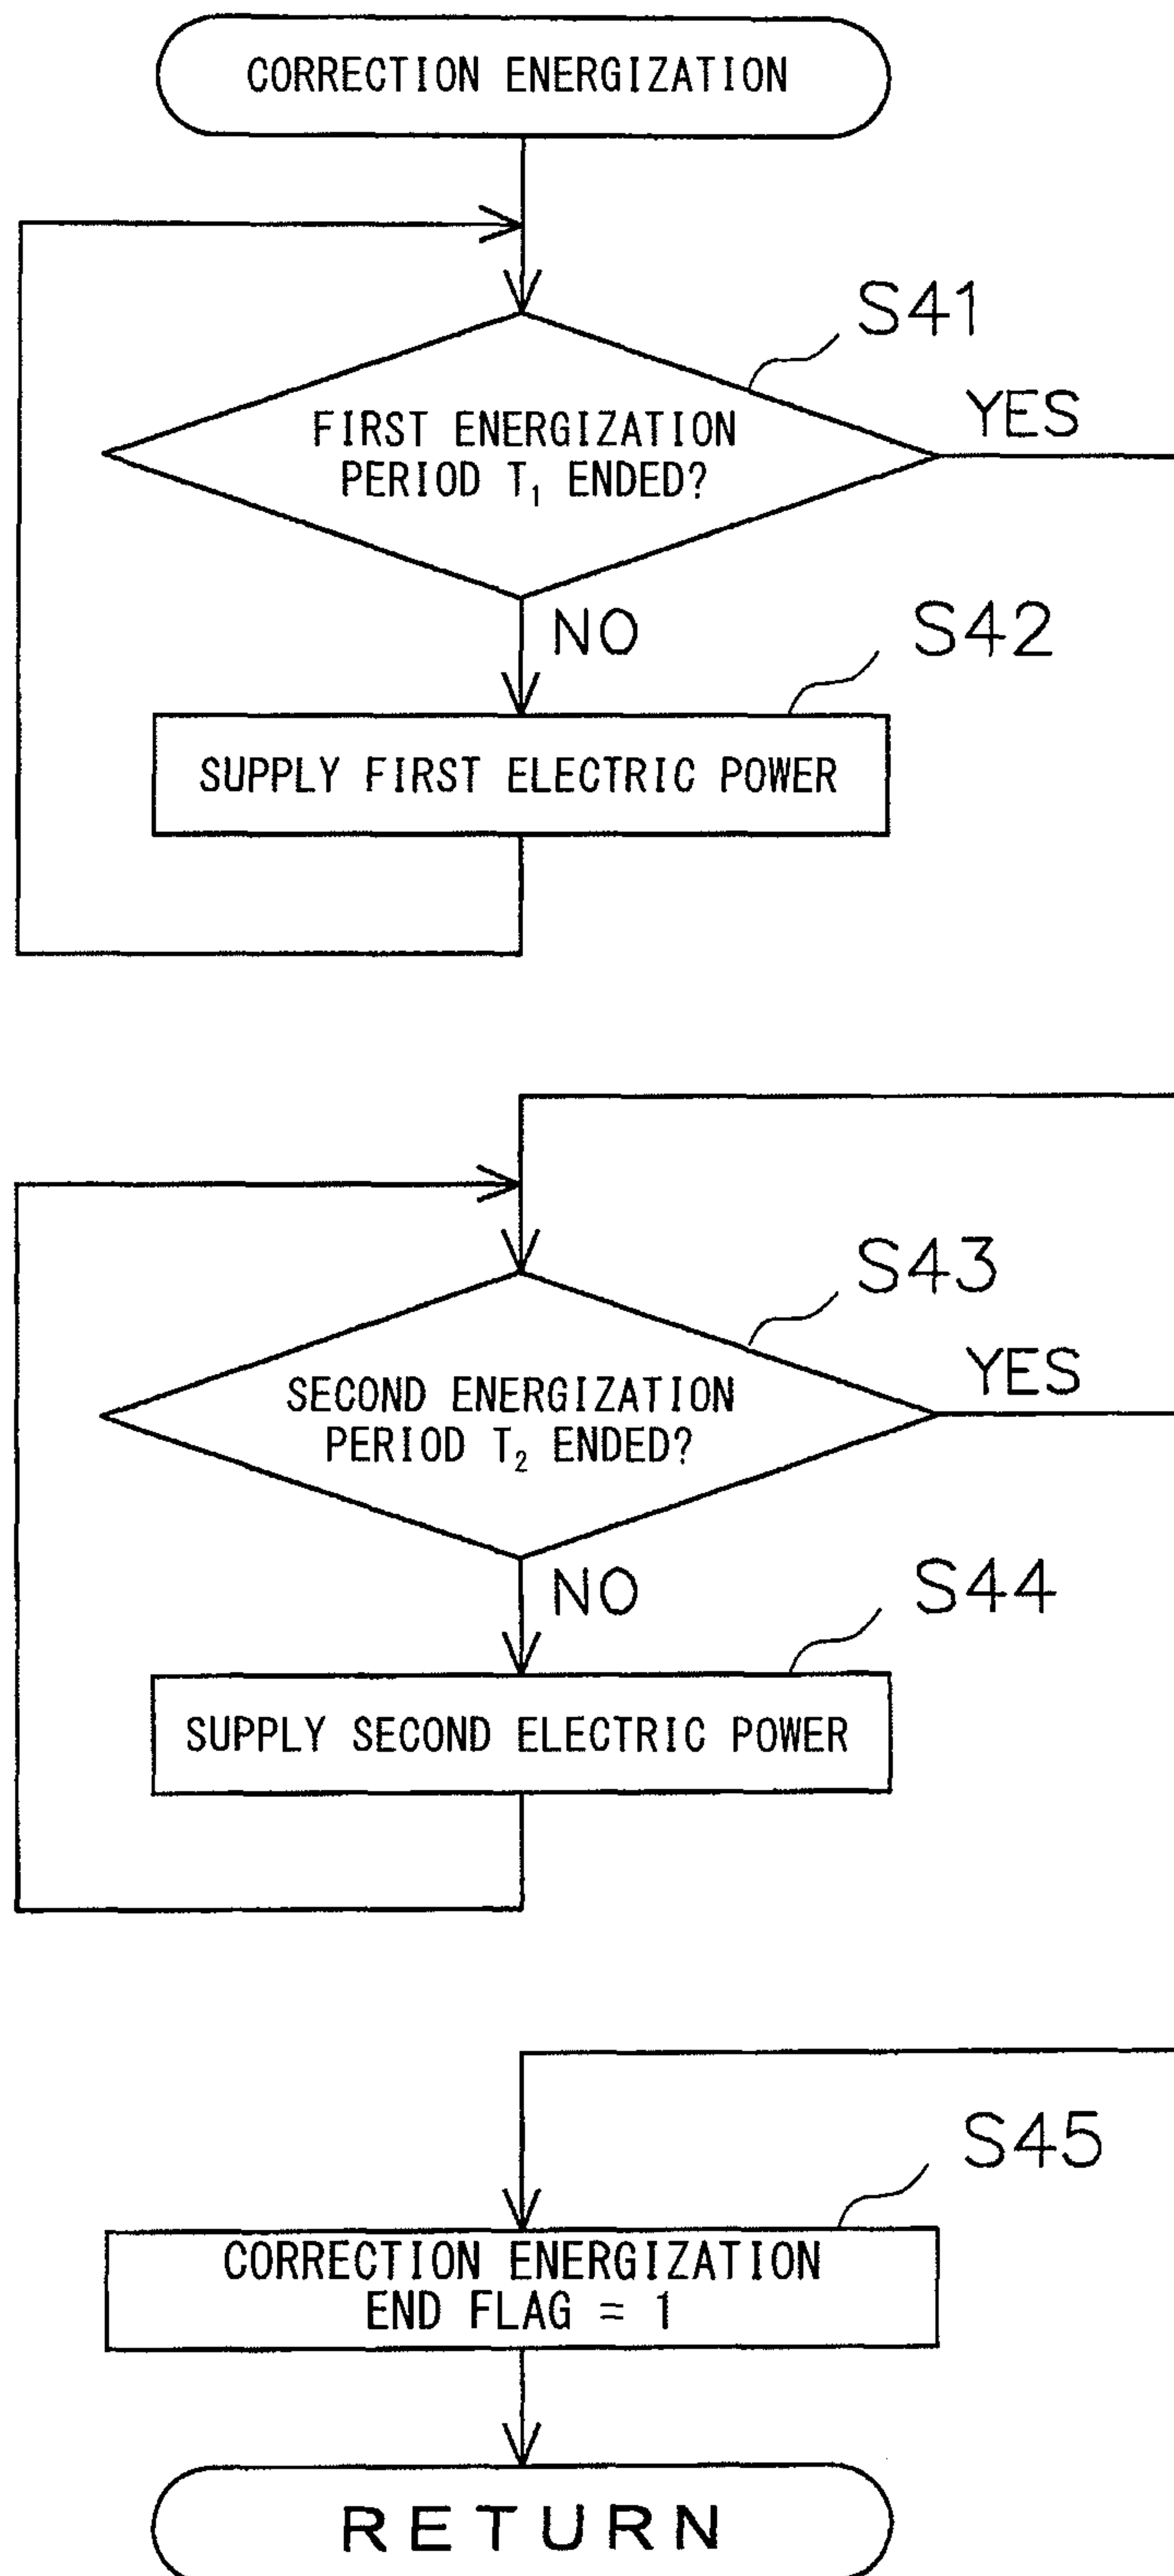 CORRECTION ENERGIZATION
S41
FIRST ENERGIZATION
PERIOD T₁ ENDED?
YES
NO
S42
SUPPLY FIRST ELECTRIC POWER
S43
SECOND ENERGIZATION
PERIOD T₂ ENDED?
YES
NO
S44
SUPPLY SECOND ELECTRIC POWER
S45
CORRECTION ENERGIZATION
END FLAG = 1
RETURN